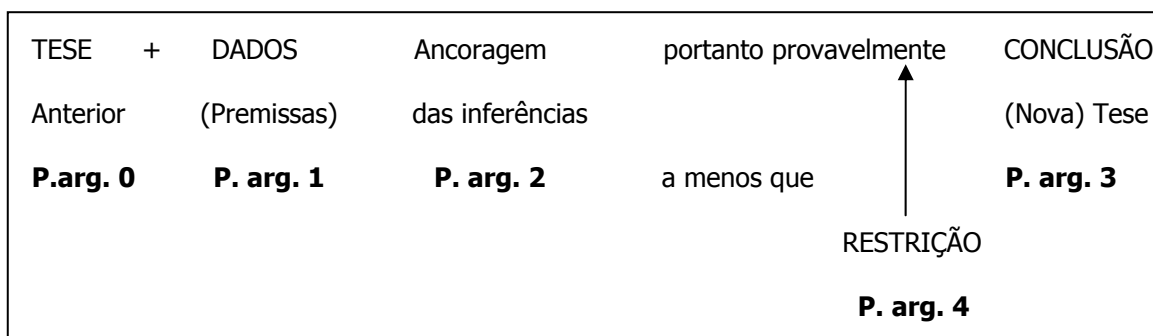 TESE + DADOS Ancoragem portanto provavelmente CONCLUSÃO
Anterior (Premissas) das inferências (Nova) Tese
P.arg. 0 P. arg. 1 P. arg. 2 a menos que P. arg. 3
RESTRIÇÃO
P. arg. 4